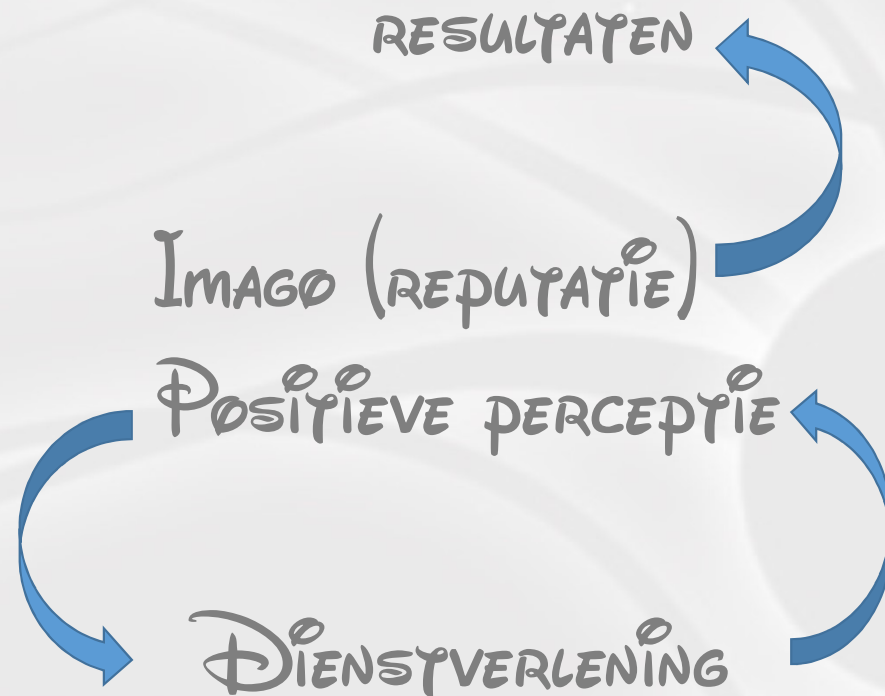 resultaten
Imago (reputatie)
Positieve perceptie
Dienstverlening